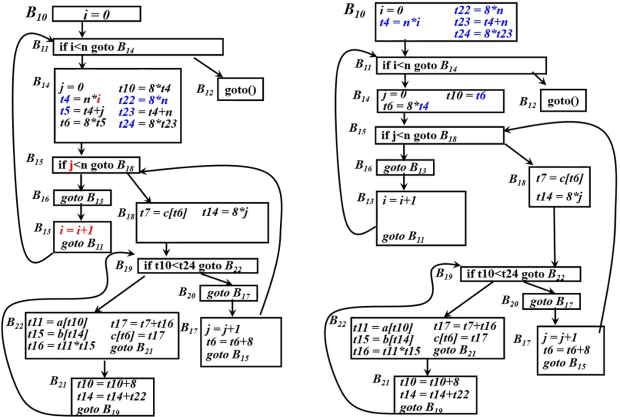 B10
i = 0
B11
if i<n goto B14
B14
j = 0 t10 = 8*t4
t4 = n*i t22 = 8*n
t5 = t4+j t23 = t4+n
t6 = 8*t5 t24 = 8*t23
B12
goto()
B15
if j<n goto B18
B16
goto B13
B13
i = i+1
goto B11
B18
t7 = c[t6] t14 = 8*j
B19
if t10<t24 goto B22
B20
goto B17
B22
t11 = a[t10] t17 = t7+t16
t15 = b[t14] c[t6] = t17
t16 = t11*t15 goto B21
B17
j = j+1
t6 = t6+8
goto B15
B21
t10 = t10+8
t14 = t14+t22
goto B19
B10
i = 0 t22 = 8*n
t4 = n*i t23 = t4+n
t24 = 8*t23
B11
if i<n goto B14
B14
j = 0 t10 = t6
t6 = 8*t4
B12
goto()
B15
if j<n goto B18
B16
goto B13
B13
i = i+1
goto B11
B18
t7 = c[t6]
t14 = 8*j
B19
if t10<t24 goto B22
B20
goto B17
B22
t11 = a[t10] t17 = t7+t16
t15 = b[t14] c[t6] = t17
t16 = t11*t15 goto B21
B17
j = j+1
t6 = t6+8
goto B15
B21
t10 = t10+8
t14 = t14+t22
goto B19